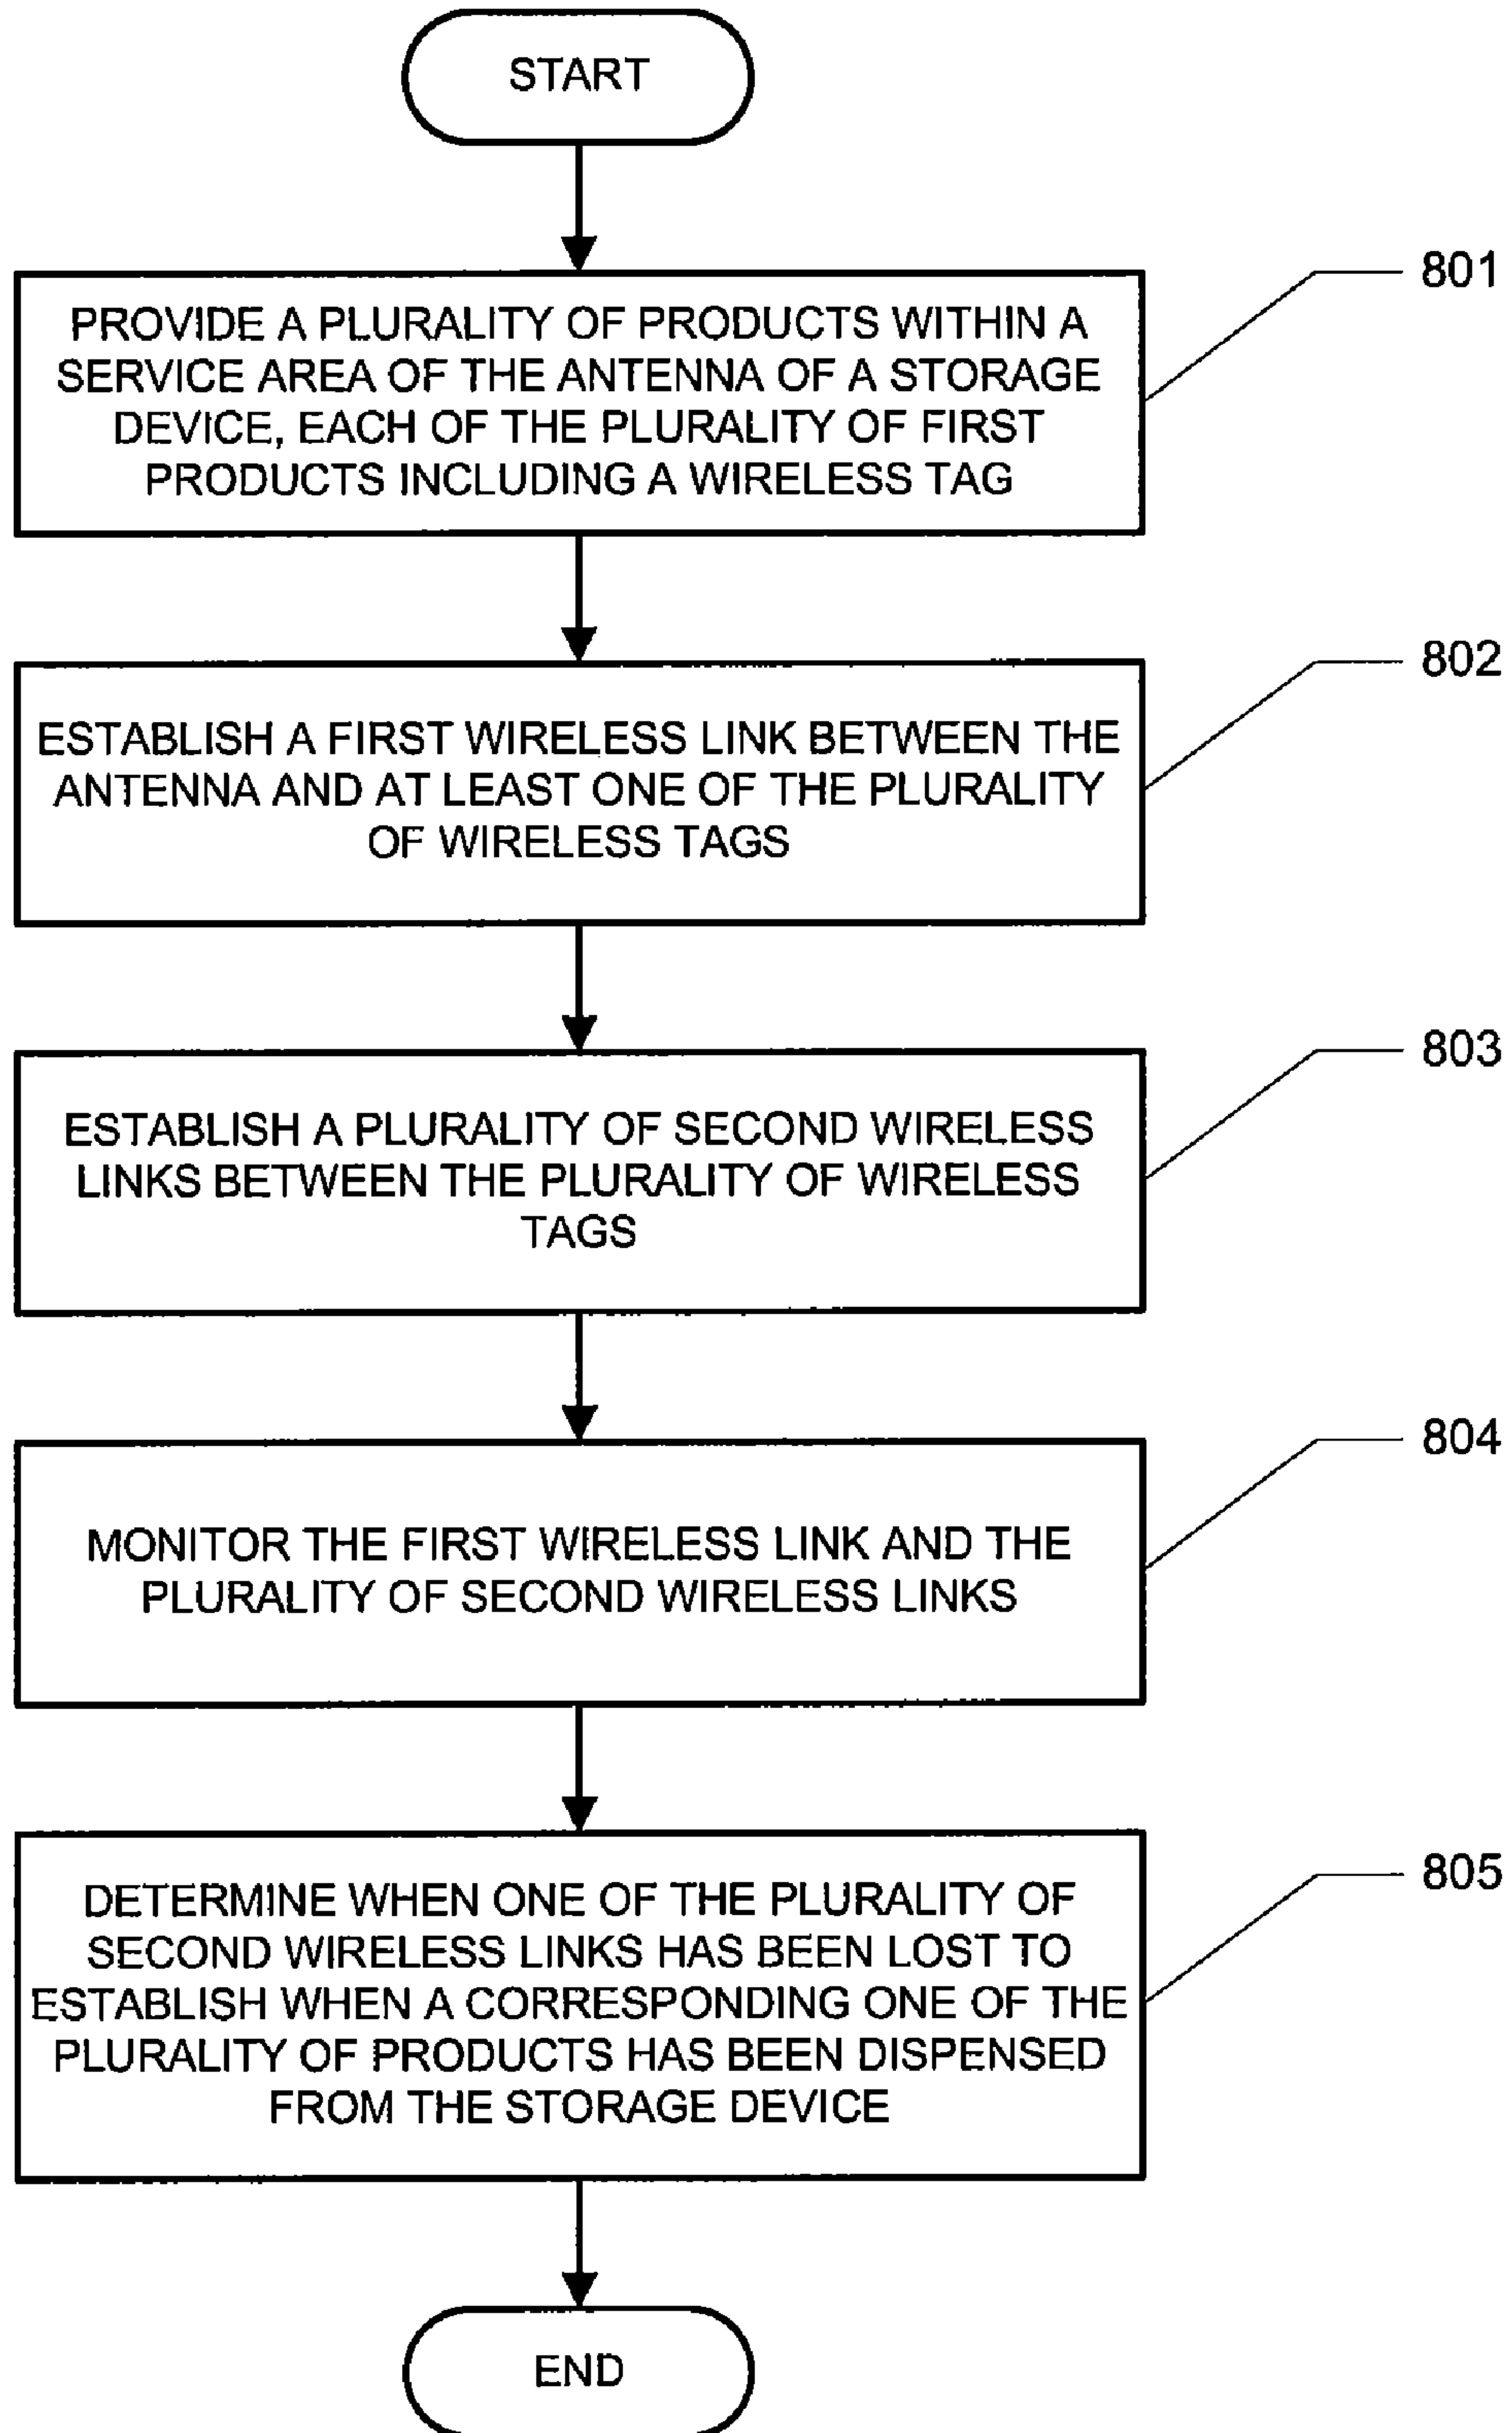 START
801
PROVIDE A PLURALITY OF PRODUCTS WITHIN A
SERVICE AREA OF THE ANTENNA OF A STORAGE
DEVICE, EACH OF THE PLURALITY OF FIRST
PRODUCTS INCLUDING A WIRELESS TAG
802
ESTABLISH A FIRST WIRELESS LINK BETWEEN THE
ANTENNA AND AT LEAST ONE OF THE PLURALITY
OF WIRELESS TAGS
803
ESTABLISH A PLURALITY OF SECOND WIRELESS
LINKS BETWEEN THE PLURALITY OF WIRELESS
TAGS
804
MONITOR THE FIRST WIRELESS LINK AND THE
PLURALITY OF SECOND WIRELESS LINKS
805
DETERMINE WHEN ONE OF THE PLURALITY OF
SECOND WIRELESS LINKS HAS BEEN LOST TO
ESTABLISH WHEN A CORRESPONDING ONE OF THE
PLURALITY OF PRODUCTS HAS BEEN DISPENSED
FROM THE STORAGE DEVICE
END